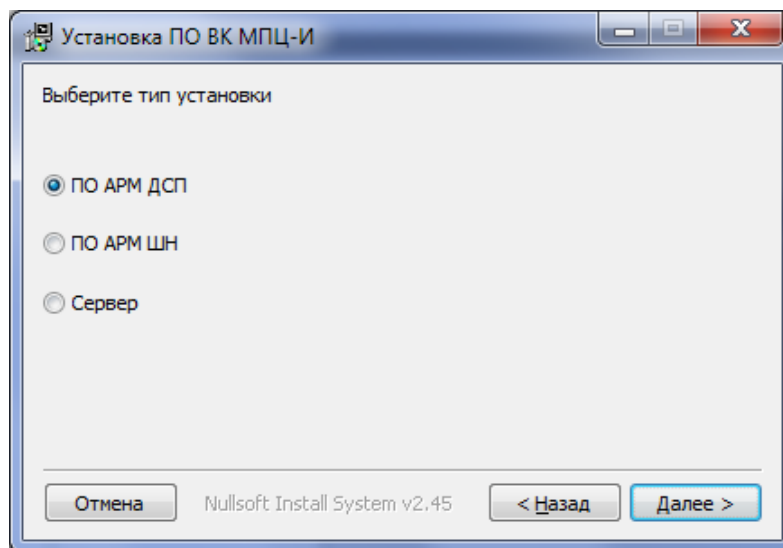 Установка ПО ВК МПЦ-И
Выберите тип установки
ПО АРМ ДСП
ПО АРМ ШН
Сервер
Отмена Nullsoft Install System v2.45 < Назад Далее >